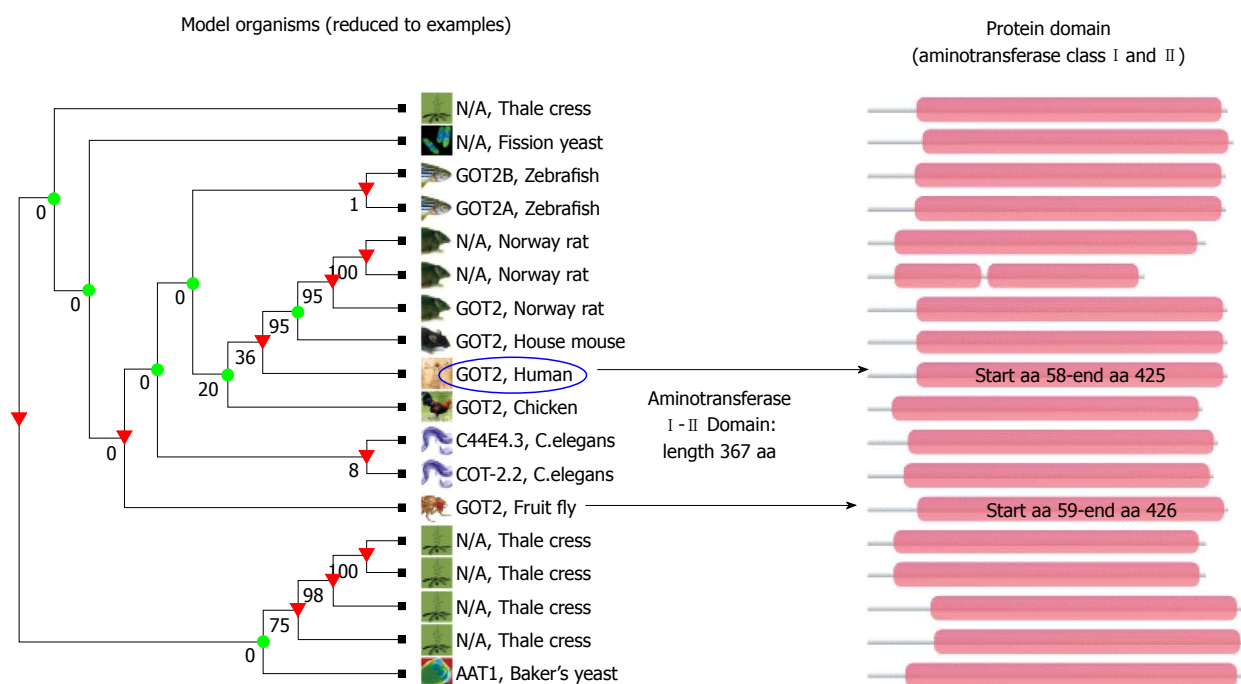 Model organisms (reduced to examples)
Protein domain
(aminotransferase class Ⅰ and Ⅱ)
N/A, Thale cress
N/A, Fission yeast
GOT2B, Zebrafish
GOT2A, Zebrafish
N/A, Norway rat
N/A, Norway rat
GOT2, Norway rat
GOT2, House mouse
GOT2, Human
GOT2, Chicken
C44E4.3, C.elegans
COT-2.2, C.elegans
GOT2, Fruit fly
N/A, Thale cress
N/A, Thale cress
N/A, Thale cress
N/A, Thale cress
AAT1, Baker's yeast
0
0
0
0
0
1
20
36
95
95
100
8
100
98
75
0
Aminotransferase
Ⅰ-Ⅱ Domain:
length 367 aa
Start aa 58-end aa 425
Start aa 59-end aa 426